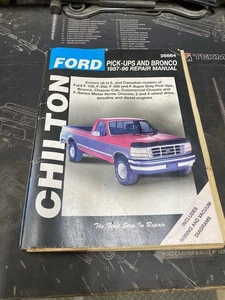 26664
FORD
PICK-UPS AND BRONCO
1987-96 REPAIR MANUAL
Covers all U.S. and Canadian models of
Ford F-150, F-250, F-350 and F-Super Duty Pick-Ups,
Bronco, Chassis Cab, Commercial Chassis and
F-Series Motor Home Chassis, 2 and 4 wheel drive,
gasoline and diesel engines
CHILTON
The First Step In Repair
INCLUDES
WIRING AND VACUUM
DIAGRAMS